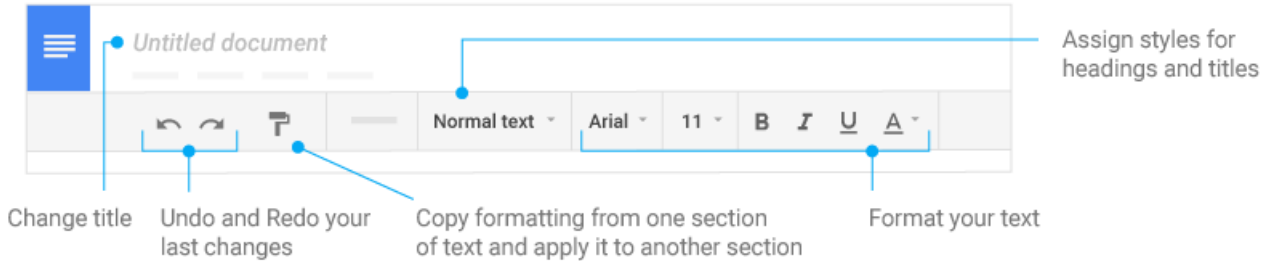 Untitled document
Assign styles for
headings and titles
Normal text Arial 11 B I U A
Change title
Undo and Redo your
last changes
Copy formatting from one section
of text and apply it to another section
Format your text